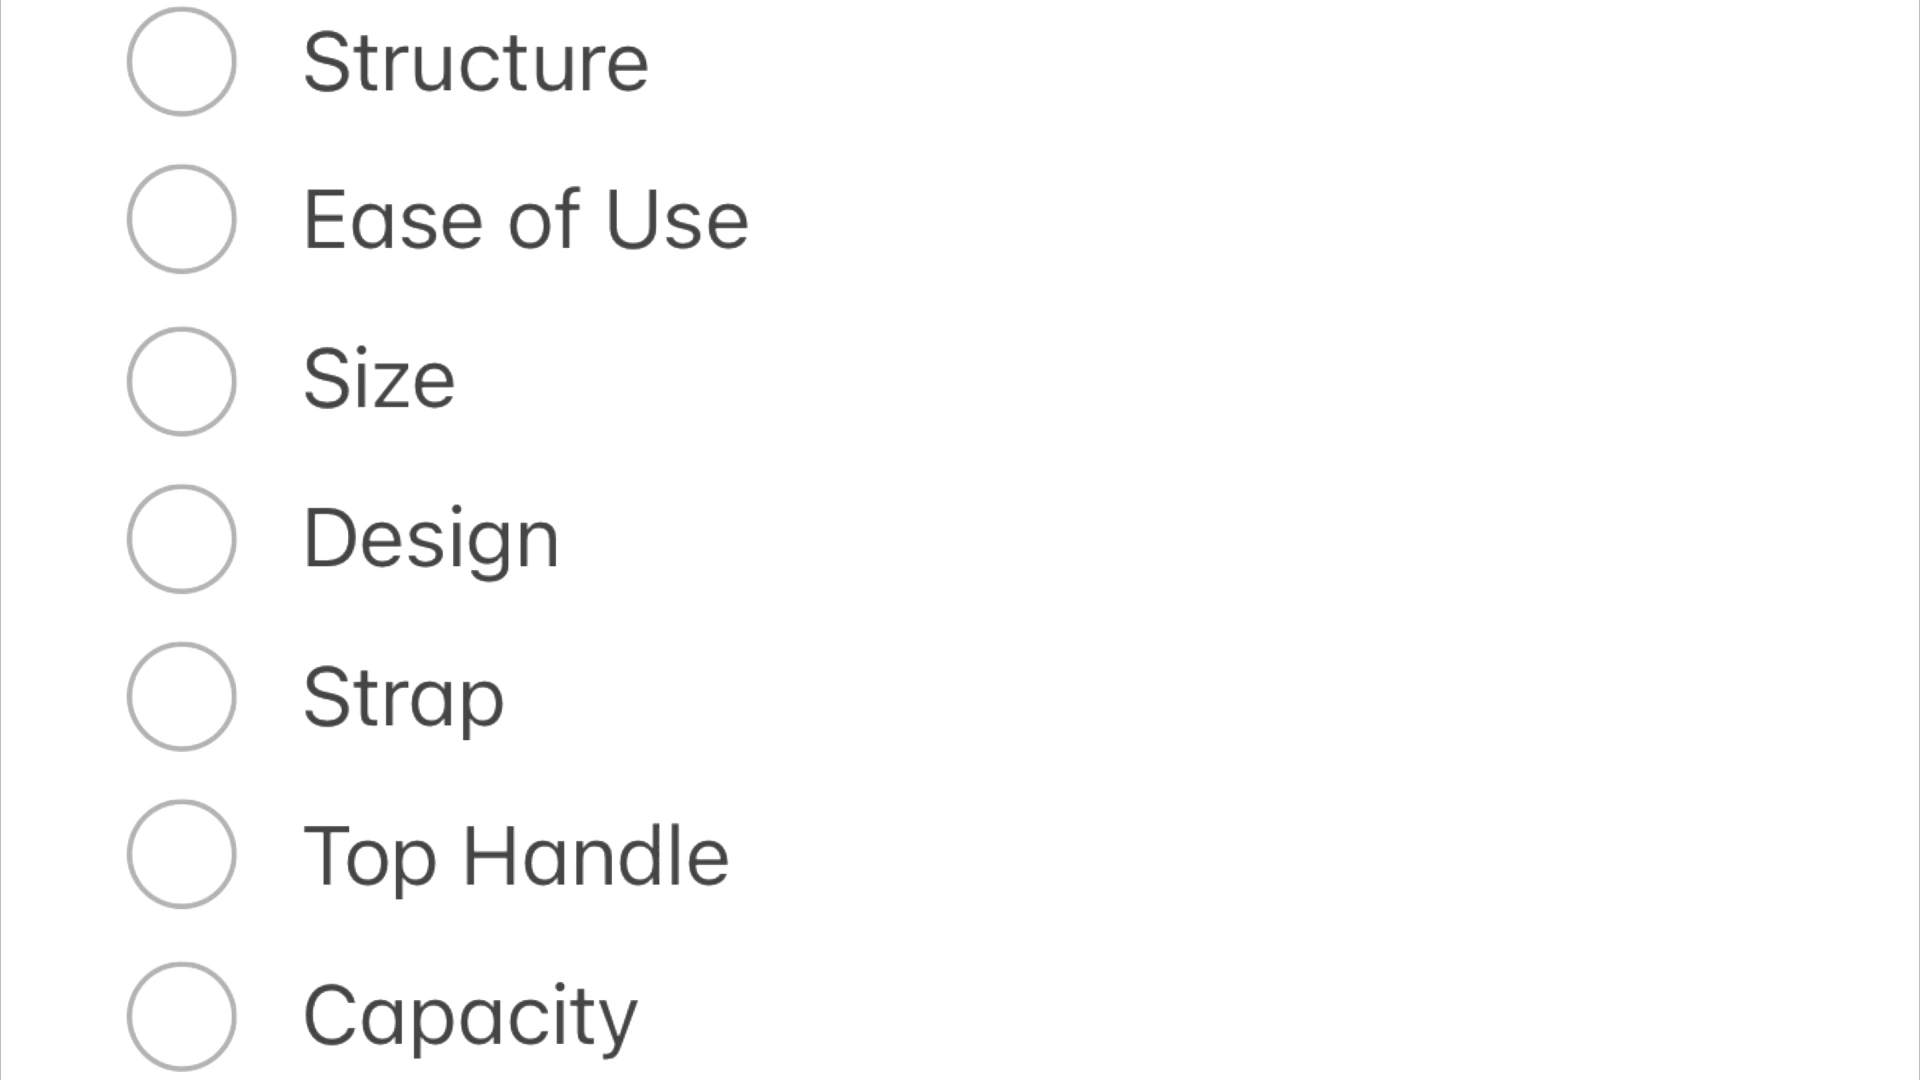 Structure
Ease of Use
Size
Design
Strap
Top Handle
Capacity